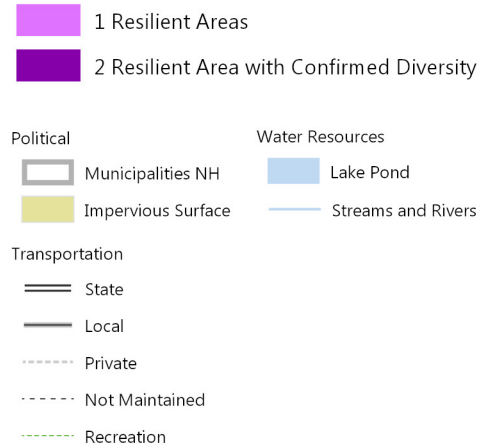 1 Resilient Areas
2 Resilient Area with Confirmed Diversity
Political
Municipalities NH
Impervious Surface
Water Resources
Lake Pond
Streams and Rivers
Transportation
State
Local
Private
Not Maintained
Recreation